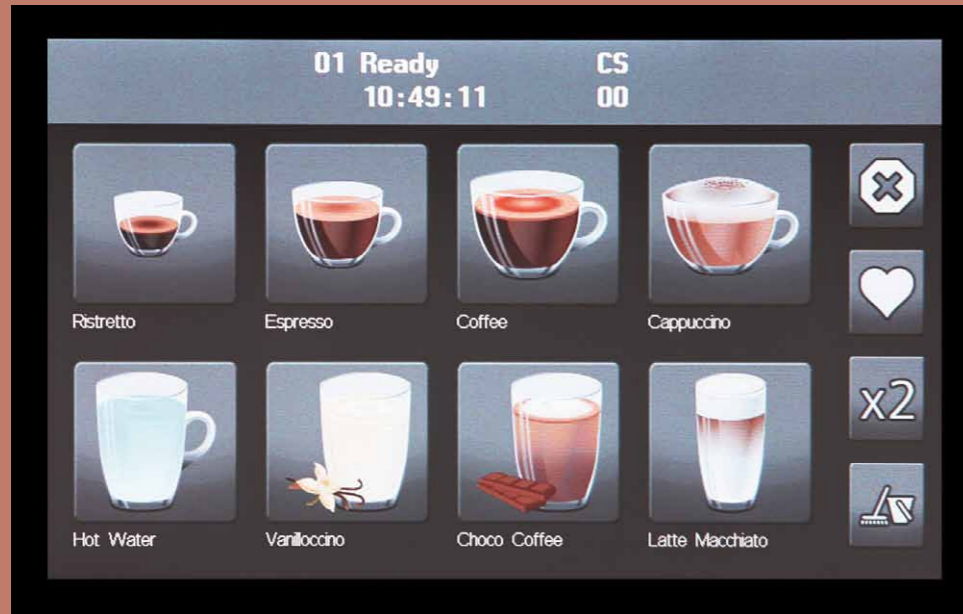 01 Ready CS
10:49:11 00
Ristretto Espresso Coffee Cappuccino
x2
Hot Water Vanilloccino Choco Coffee Latte Macchiato